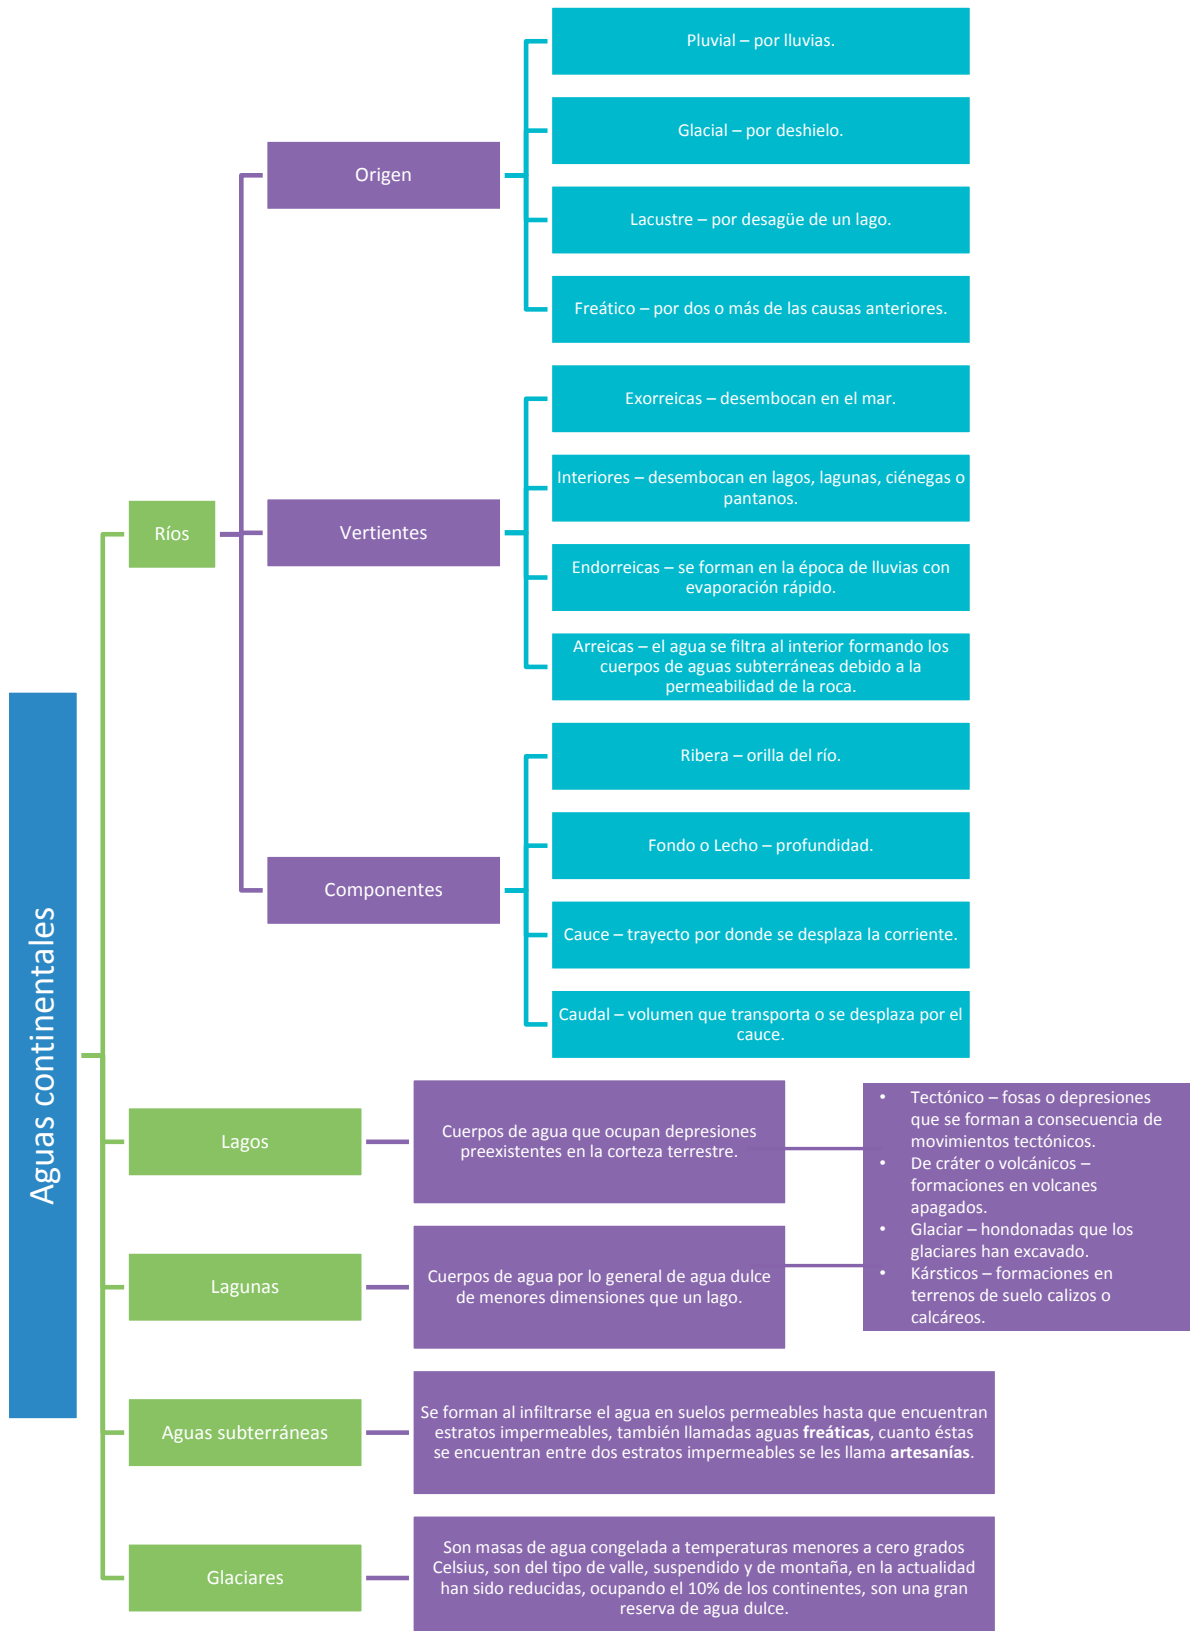 Aguas continentales
Ríos
Origen
Pluvial – por lluvias.
Glacial – por deshielo.
Lacustre – por desagüe de un lago.
Freático – por dos o más de las causas anteriores.
Vertientes
Exorreicas – desembocan en el mar.
Interiores – desembocan en lagos, lagunas, ciénegas o
pantanos.
Endorreicas – se forman en la época de lluvias con
evaporación rápido.
Arreicas – el agua se filtra al interior formando los
cuerpos de aguas subterráneas debido a la
permeabilidad de la roca.
Componentes
Ribera – orilla del río.
Fondo o Lecho – profundidad.
Cauce – trayecto por donde se desplaza la corriente.
Caudal – volumen que transporta o se desplaza por el
cauce.
Lagos
Cuerpos de agua que ocupan depresiones
preexistentes en la corteza terrestre.
Lagunas
Cuerpos de agua por lo general de agua dulce
de menores dimensiones que un lago.
• Tectónico – fosas o depresiones
que se forman a consecuencia de
movimientos tectónicos.
• De cráter o volcánicos –
formaciones en volcanes
apagados.
• Glaciar – hondonadas que los
glaciares han excavado.
• Kársticos – formaciones en
terrenos de suelo calizos o
calcáreos.
Aguas subterráneas
Se forman al infiltrarse el agua en suelos permeables hasta que encuentran
estratos impermeables, también llamadas aguas freáticas, cuanto éstas
se encuentran entre dos estratos impermeables se les llama artesanías.
Glaciares
Son masas de agua congelada a temperaturas menores a cero grados
Celsius, son del tipo de valle, suspendido y de montaña, en la actualidad
han sido reducidas, ocupando el 10% de los continentes, son una gran
reserva de agua dulce.